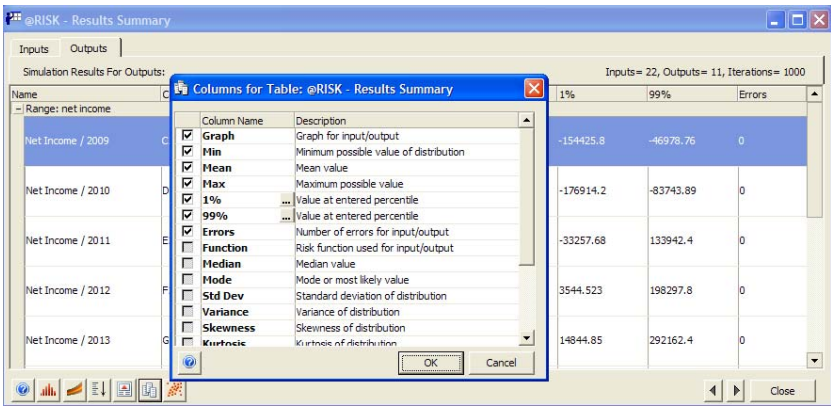 @RISK - Results Summary
Inputs Outputs
Simulation Results For Outputs: Inputs= 22, Outputs= 11, Iterations= 1000
Name C 1% 99% Errors
Range: net income
Net Income / 2009 C -154425.8 -46978.76 0
Net Income / 2010 D -176914.2 -83743.89 0
Net Income / 2011 E -33257.68 133942.4 0
Net Income / 2012 F 3544.523 198297.8 0
Net Income / 2013 G 14844.85 292162.4 0
Close
Columns for Table: @RISK - Results Summary
Column Name Description
Graph Graph for input/output
Min Minimum possible value of distribution
Mean Mean value
Max Maximum possible value
1% ... Value at entered percentile
99% ... Value at entered percentile
Errors Number of errors for input/output
Function Risk function used for input/output
Median Median value
Mode Mode or most likely value
Std Dev Standard deviation of distribution
Variance Variance of distribution
Skewness Skewness of distribution
Kurtosis Kurtosis of distribution
OK Cancel